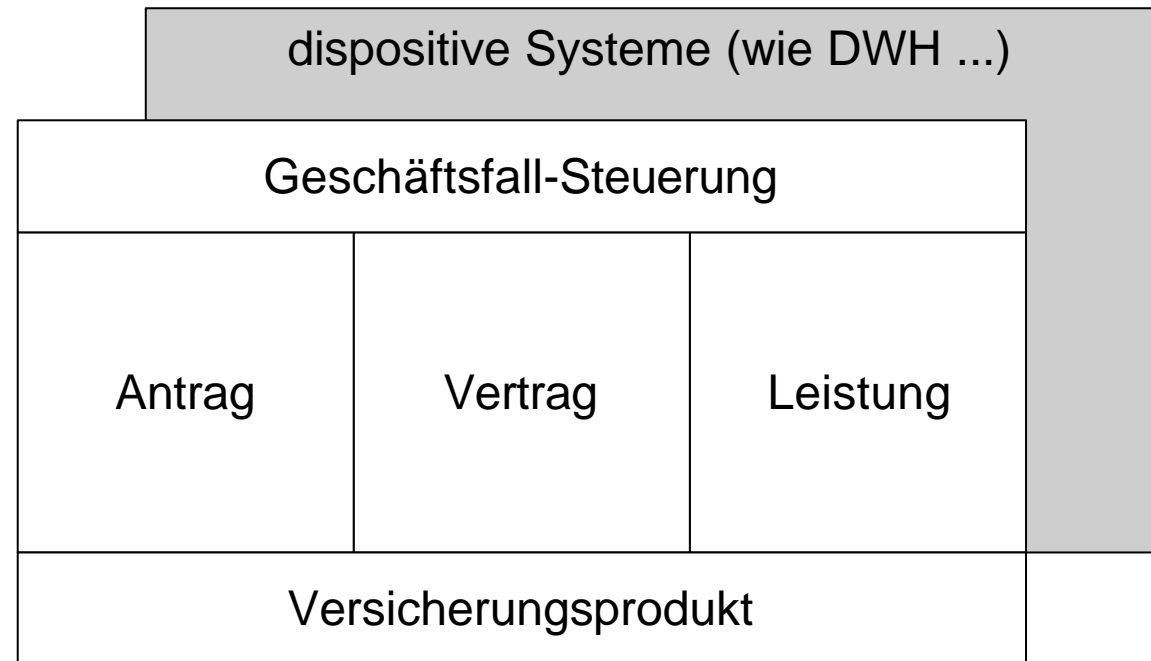 dispositive Systeme (wie DWH ...)
Geschäftsfall-Steuerung
Antrag
Vertrag
Leistung
Versicherungsprodukt